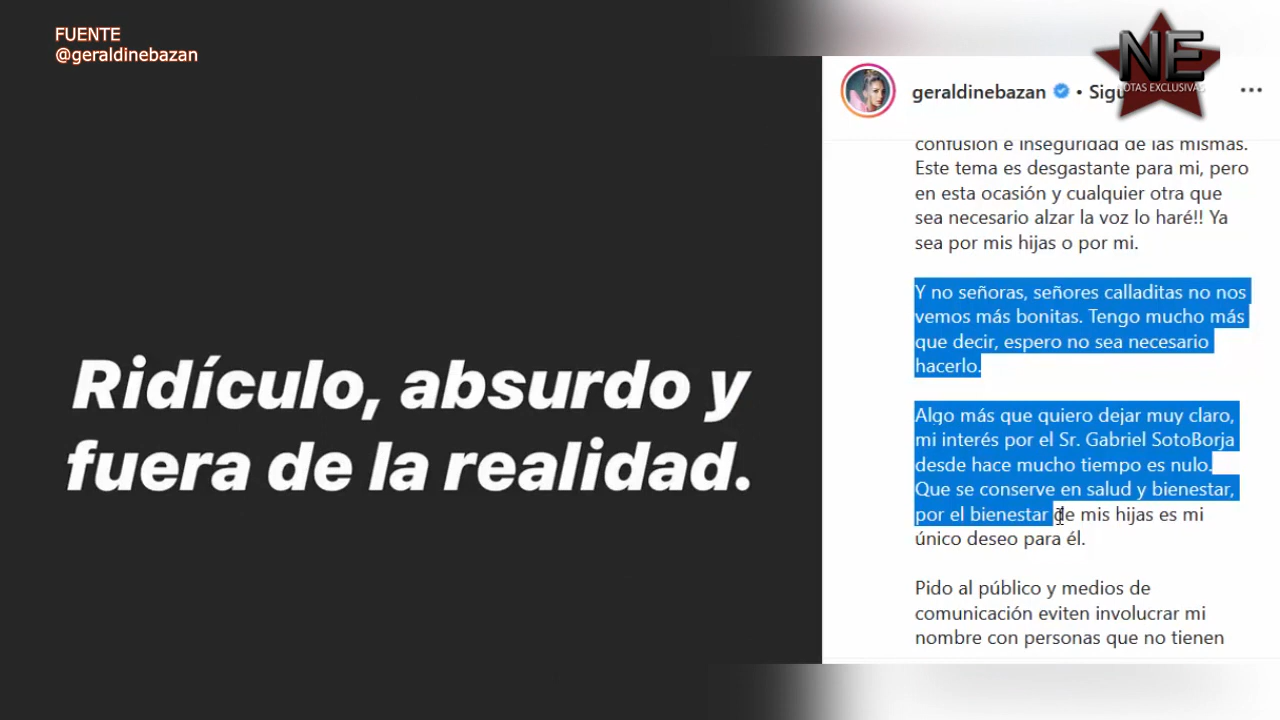 FUENTE
@geraldinebazan
Ridículo, absurdo y
fuera de la realidad.
NE
NOTAS EXCLUSIVAS
geraldinebazan • Sigu
confusión e inseguridad de las mismas.
Este tema es desgastante para mi, pero
en esta ocasión y cualquier otra que
sea necesario alzar la voz lo haré!! Ya
sea por mis hijas o por mi.
Y no señoras, señores calladitas no nos
vemos más bonitas. Tengo mucho más
que decir, espero no sea necesario
hacerlo.
Algo más que quiero dejar muy claro,
mi interés por el Sr. Gabriel SotoBorja
desde hace mucho tiempo es nulo.
Que se conserve en salud y bienestar,
por el bienestar de mis hijas es mi
único deseo para él.
Pido al público y medios de
comunicación eviten involucrar mi
nombre con personas que no tienen